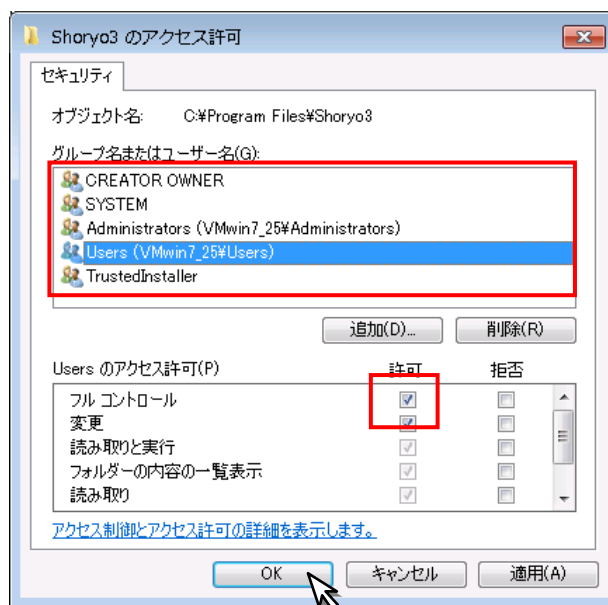 Shoryo3 のアクセス許可
セキュリティ
オブジェクト名: C:¥Program Files¥Shoryo3
グループ名またはユーザー名(G):
CREATOR OWNER
SYSTEM
Administrators (VMwin7_25¥Administrators)
Users (VMwin7_25¥Users)
TrustedInstaller
追加(D)... 削除(R)
Users のアクセス許可(P) 許可 拒否
フル コントロール
変更
読み取りと実行
フォルダーの内容の一覧表示
読み取り
アクセス制御とアクセス許可の詳細を表示します。
OK キャンセル 適用(A)